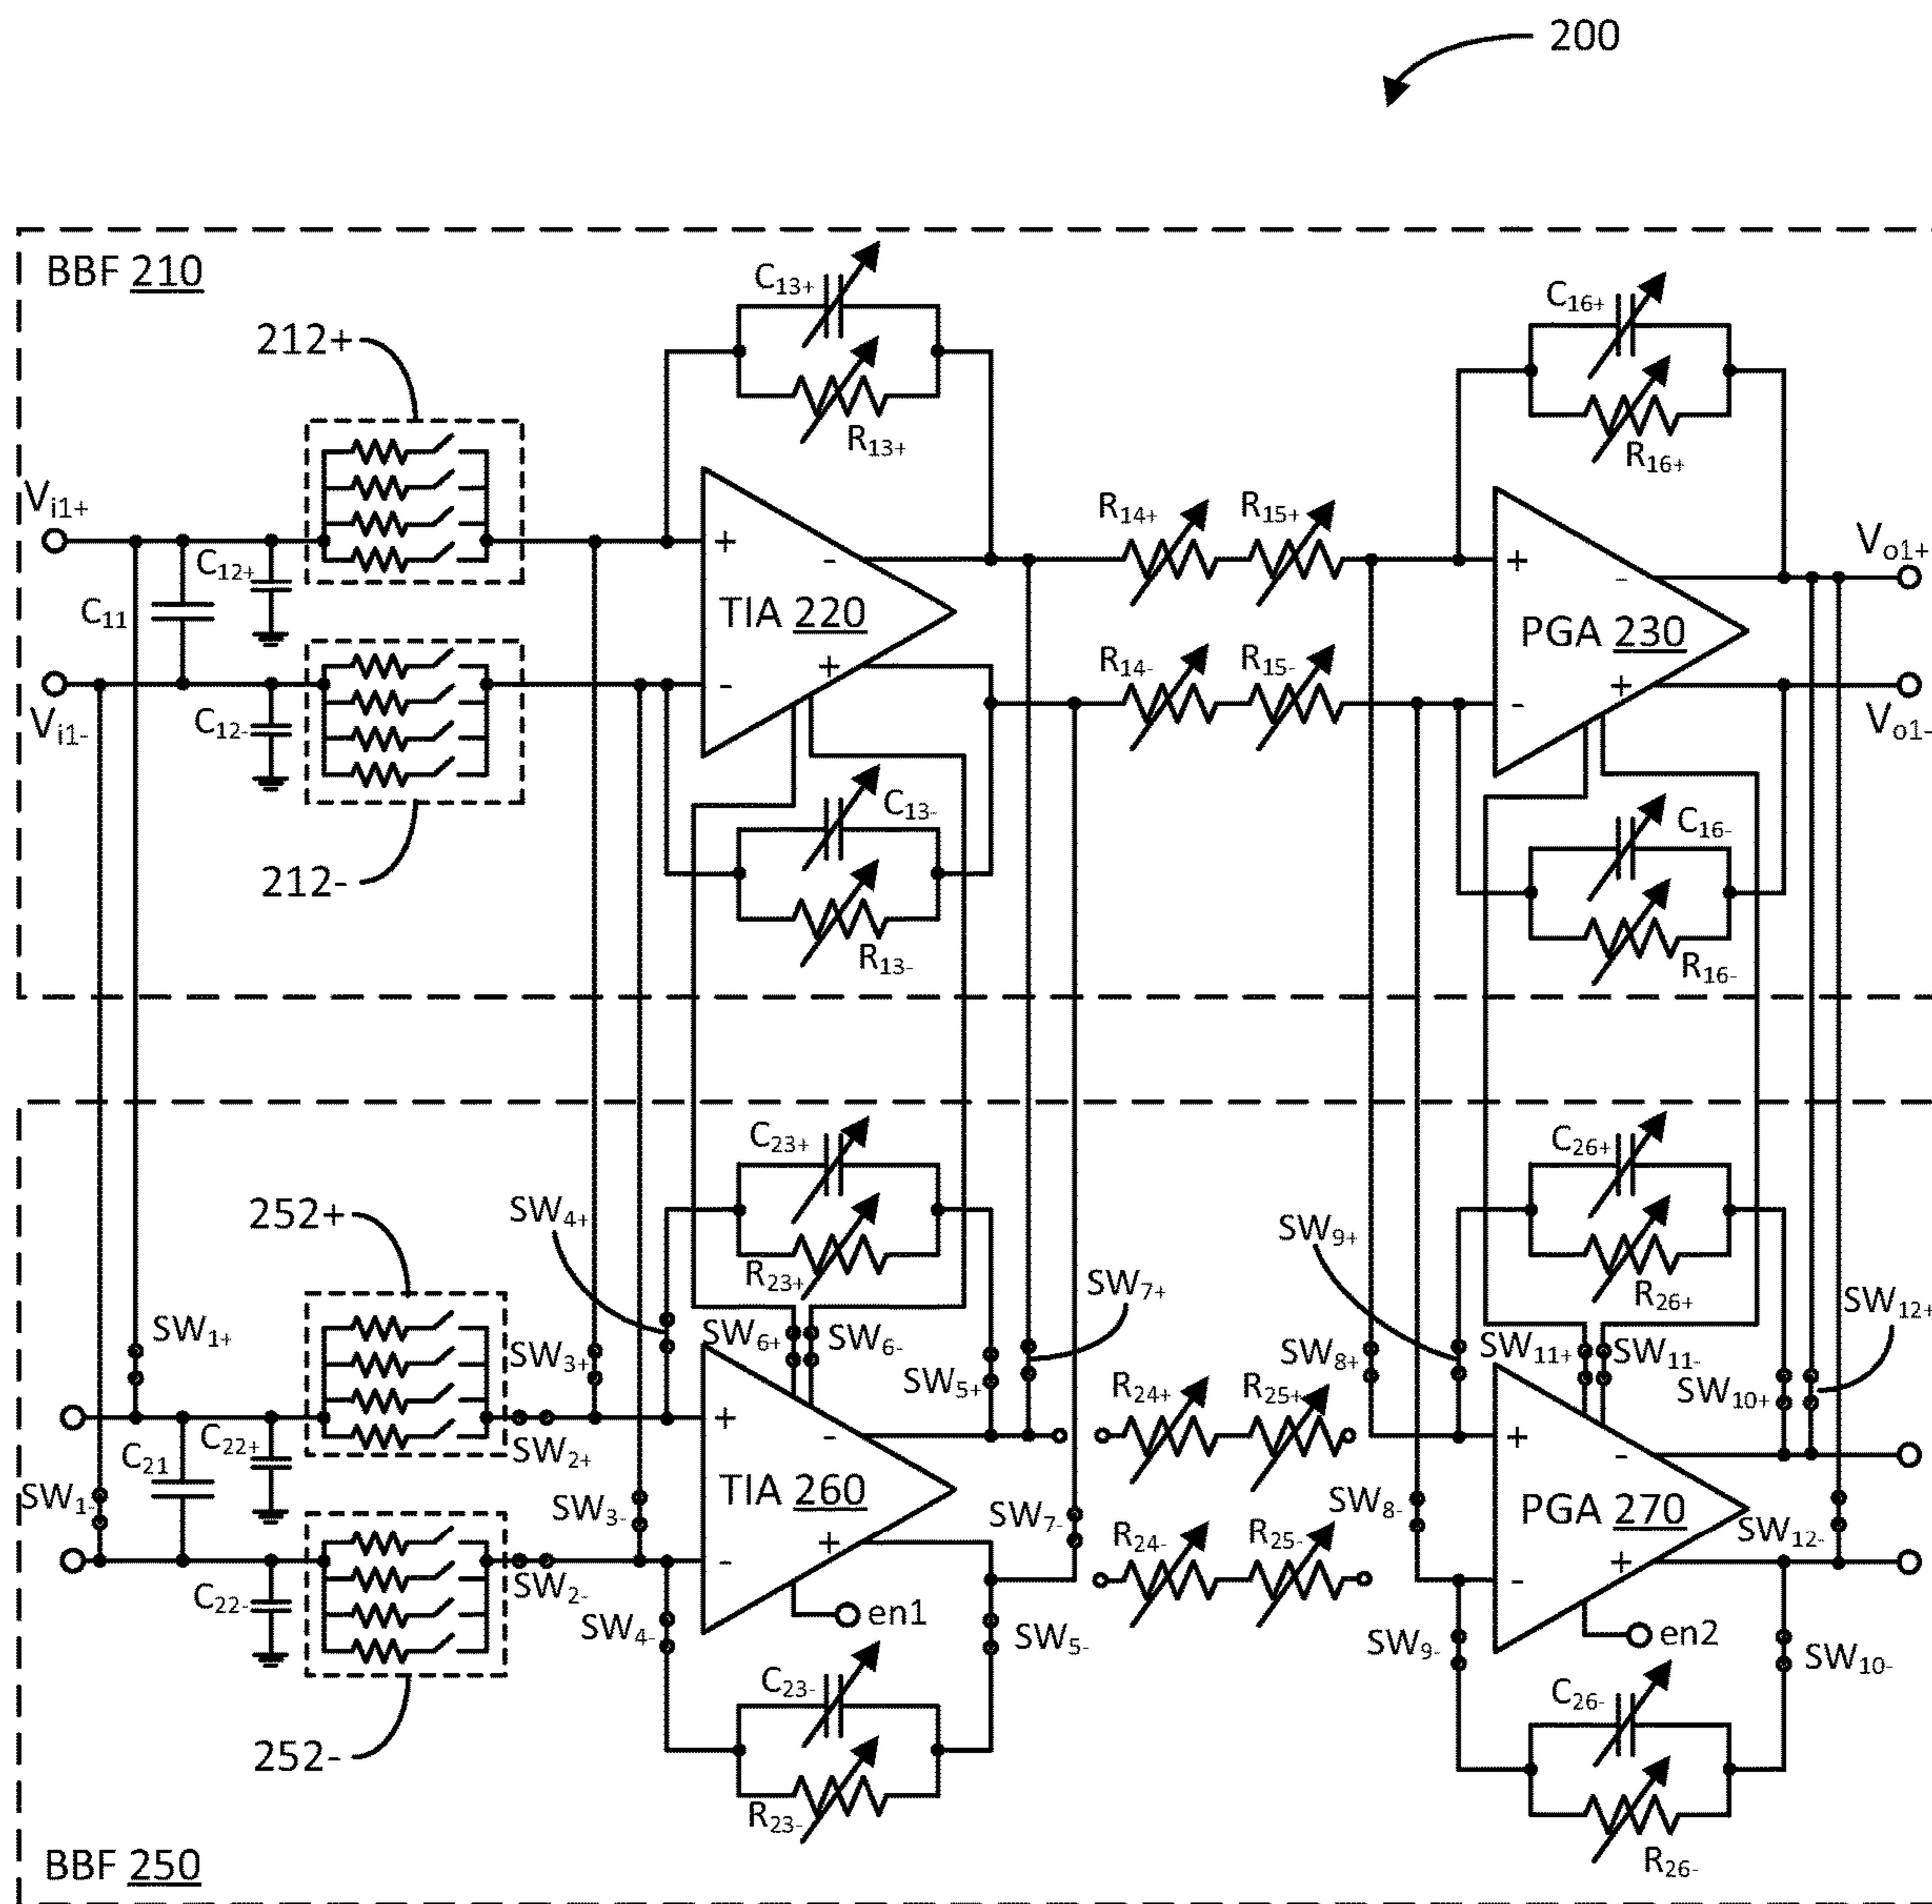 200
BBF 210
C13+
C16+
212+
R13+
R16+
Vi1+
R14+
R15+
Vo1+
C12+
+
-
+
-
C11
TIA 220
PGA 230
R14-
R15-
+
-
+
-
Vi1-
C12-
Vo1-
C13-
C16-
212-
R13-
R16-
C23+
C26+
252+
SW4+
SW9+
R23+
SW7+
R26+
SW12+
SW1+
SW3+
SW6+
SW6-
SW8+
SW11+
SW11-
SW5+
R24+
R25+
SW10+
C21
C22+
+
-
+
-
SW2+
SW1-
SW3-
TIA 260
SW7-
SW8-
PGA 270
SW12-
R24-
R25-
+
-
+
-
C22-
SW2-
SW4-
en1
SW5-
SW9-
en2
SW10-
C23-
C26-
252-
R23-
R26-
BBF 250